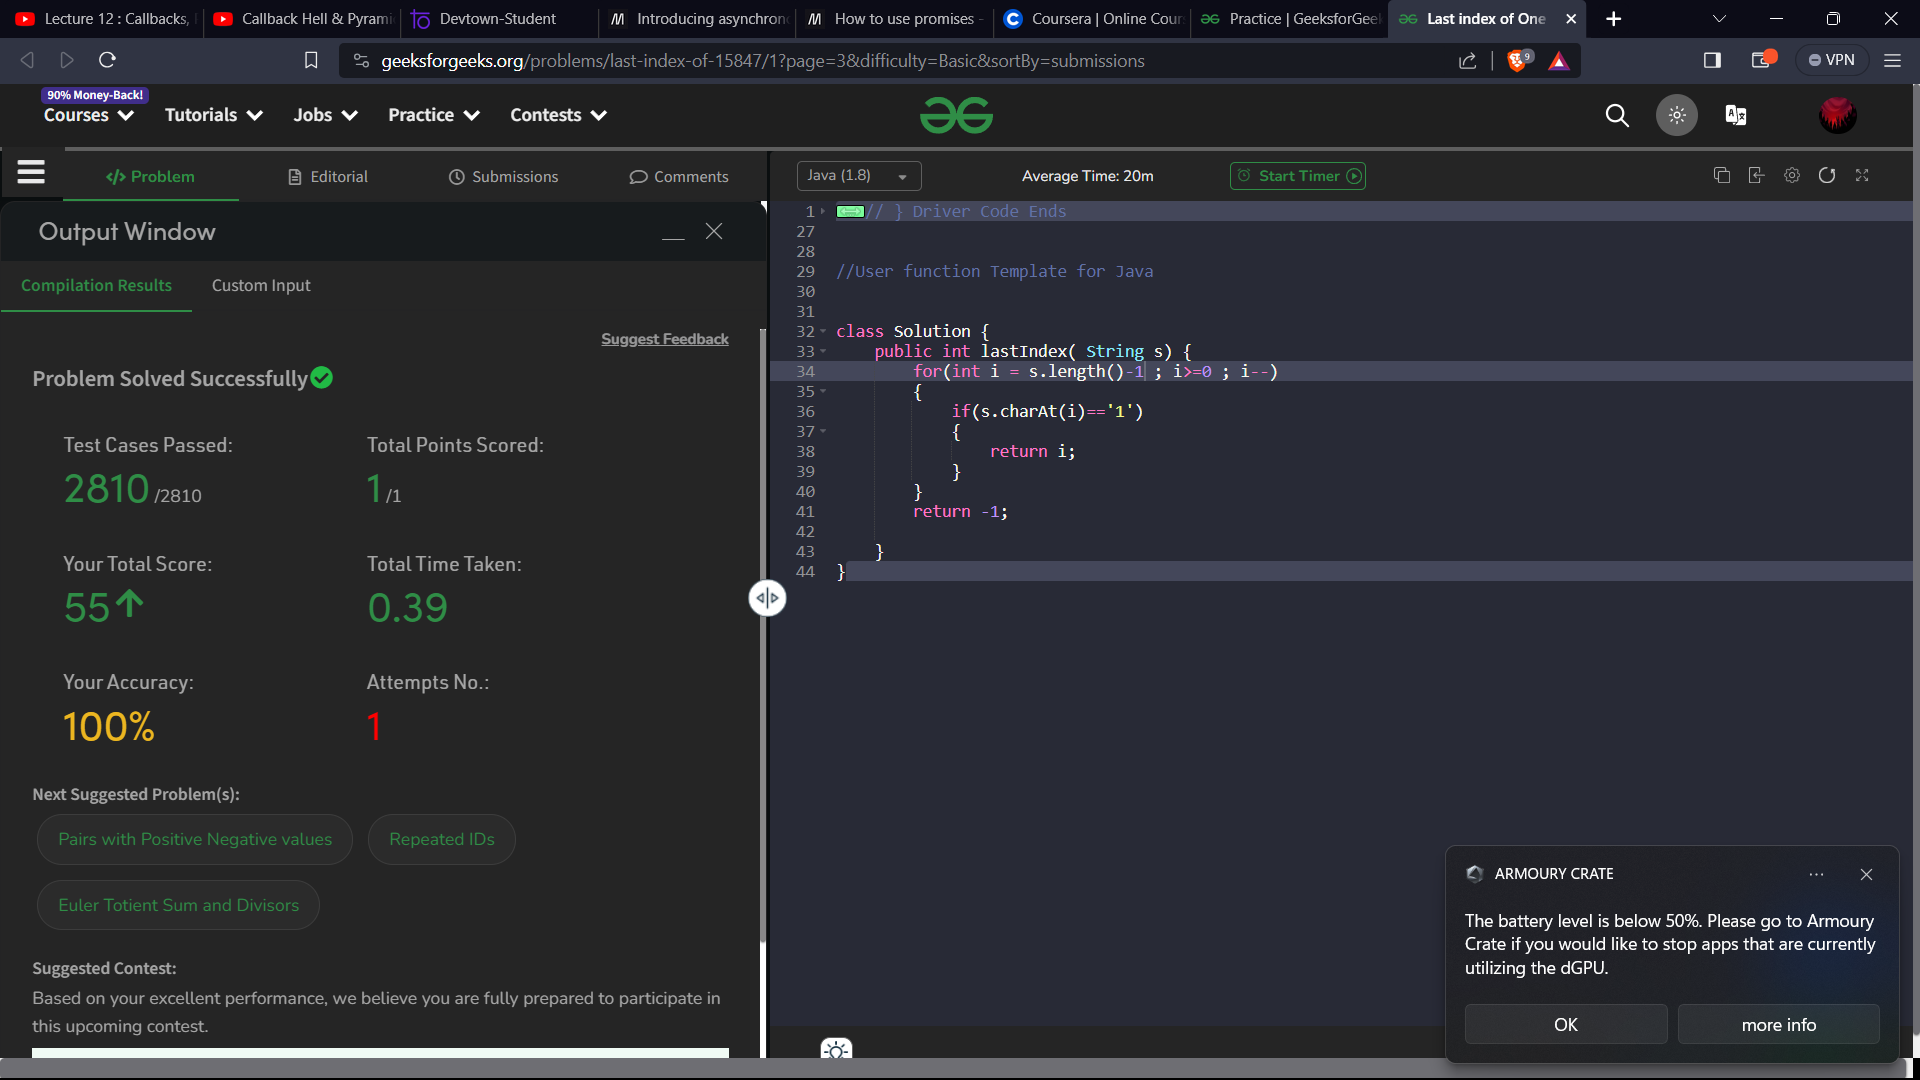 Lecture 12 : Callbacks,
Callback Hell & Pyrami
Devtown-Student
Introducing asynchron
How to use promises -
Coursera | Online Cour
Practice | GeeksforGeek
Last index of One
geeksforgeeks.org/problems/last-index-of-15847/1?page=3&difficulty=Basic&sortBy=submissions
9
VPN
90% Money-Back!
Courses
Tutorials
Jobs
Practice
Contests
</> Problem
Editorial
Submissions
Comments
Java (1.8)
Average Time: 20m
Start Timer
Output Window
Compilation Results
Custom Input
Suggest Feedback
Problem Solved Successfully
Test Cases Passed:
Total Points Scored:
2810 /2810
1 /1
Your Total Score:
Total Time Taken:
55
0.39
Your Accuracy:
Attempts No.:
100%
1
Next Suggested Problem(s):
Pairs with Positive Negative values
Repeated IDs
Euler Totient Sum and Divisors
Suggested Contest:
Based on your excellent performance, we believe you are fully prepared to participate in
this upcoming contest.
1 // } Driver Code Ends
27
28
29 //User function Template for Java
30
31
32 class Solution {
33 public int lastIndex( String s) {
34 for(int i = s.length()-1 ; i>=0 ; i--)
35 {
36 if(s.charAt(i)=='1')
37 {
38 return i;
39 }
40 }
41 return -1;
42
43 }
44 }
ARMOURY CRATE
The battery level is below 50%. Please go to Armoury
Crate if you would like to stop apps that are currently
utilizing the dGPU.
OK
more info